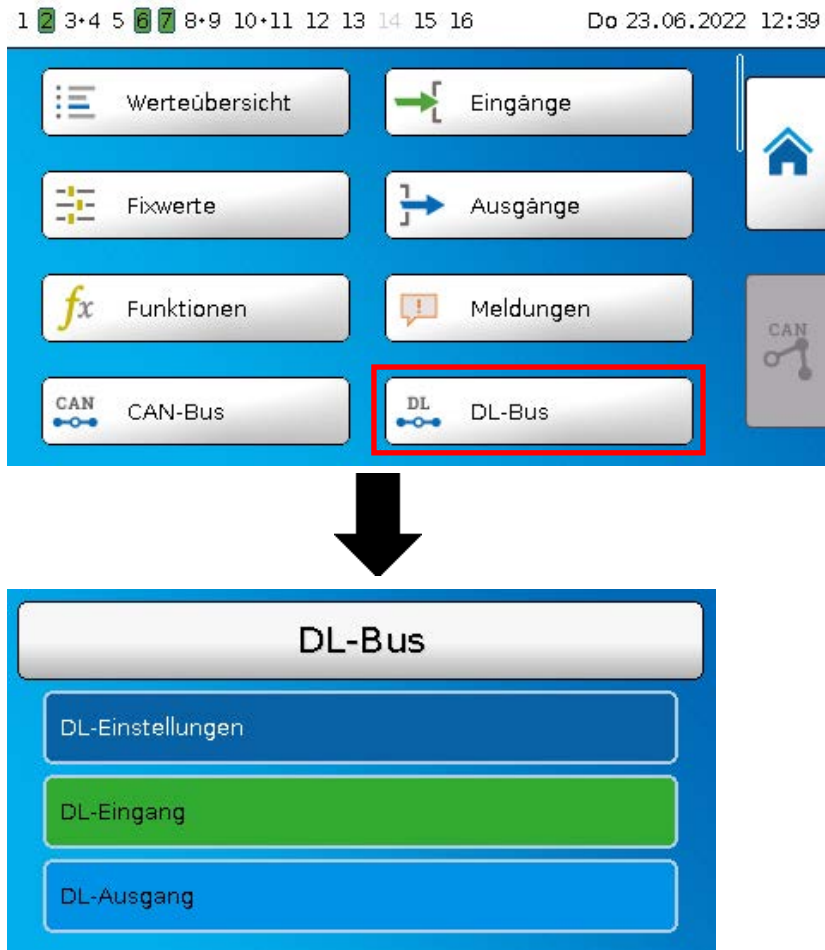 1 2 3+4 5 6 7 8+9 10+11 12 13 14 15 16 Do 23.06.2022 12:39
Werteübersicht Eingänge
Fixwerte Ausgänge
fx Funktionen ! Meldungen
CAN
CAN CAN-Bus DL DL-Bus
DL-Bus
DL-Einstellungen
DL-Eingang
DL-Ausgang